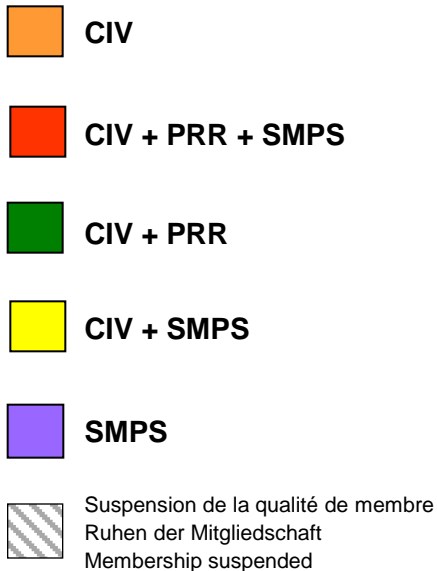 CIV
CIV + PRR + SMPS
CIV + PRR
CIV + SMPS
SMPS
Suspension de la qualité de membre
Ruhen der Mitgliedschaft
Membership suspended